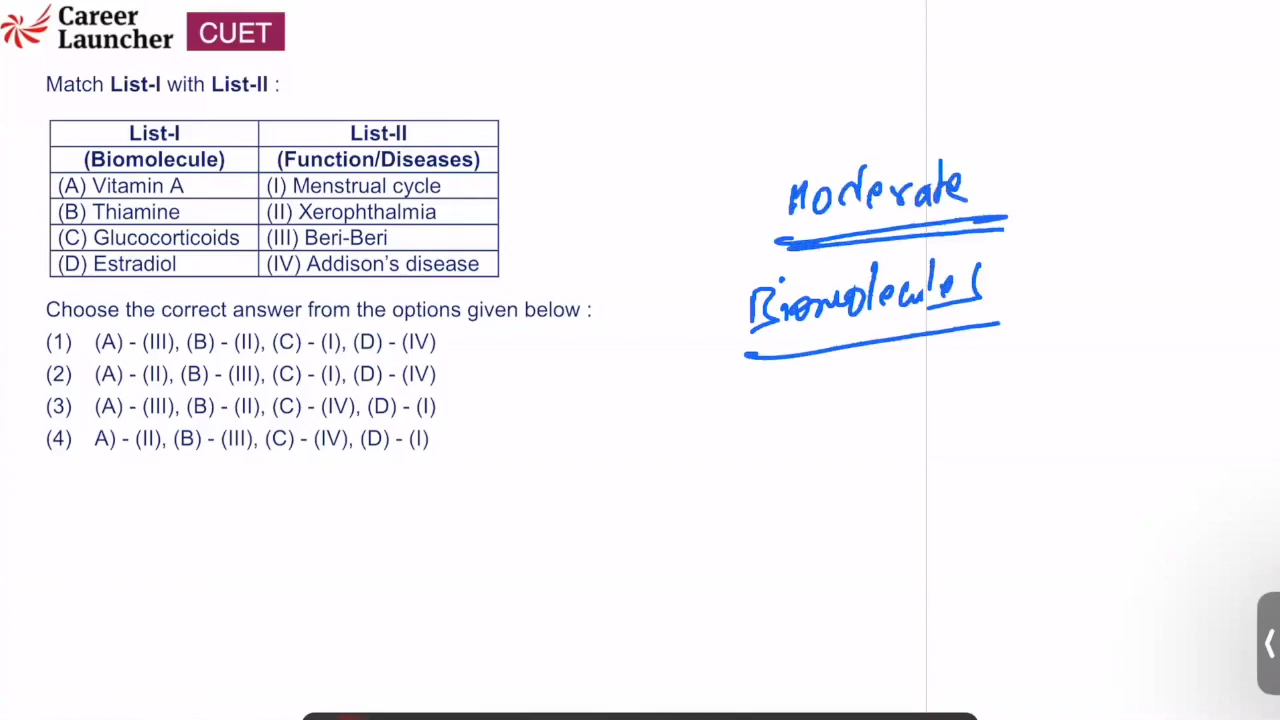 Career
Launcher CUET
Match List-I with List-II :
List-I List-II
(Biomolecule) (Function/Diseases)
(A) Vitamin A (I) Menstrual cycle
(B) Thiamine (II) Xerophthalmia
(C) Glucocorticoids (III) Beri-Beri
(D) Estradiol (IV) Addison's disease
Choose the correct answer from the options given below :
(1) (A) - (III), (B) - (II), (C) - (I), (D) - (IV)
(2) (A) - (II), (B) - (III), (C) - (I), (D) - (IV)
(3) (A) - (III), (B) - (II), (C) - (IV), (D) - (I)
(4) A) - (II), (B) - (III), (C) - (IV), (D) - (I)
Moderate
Biomolecules